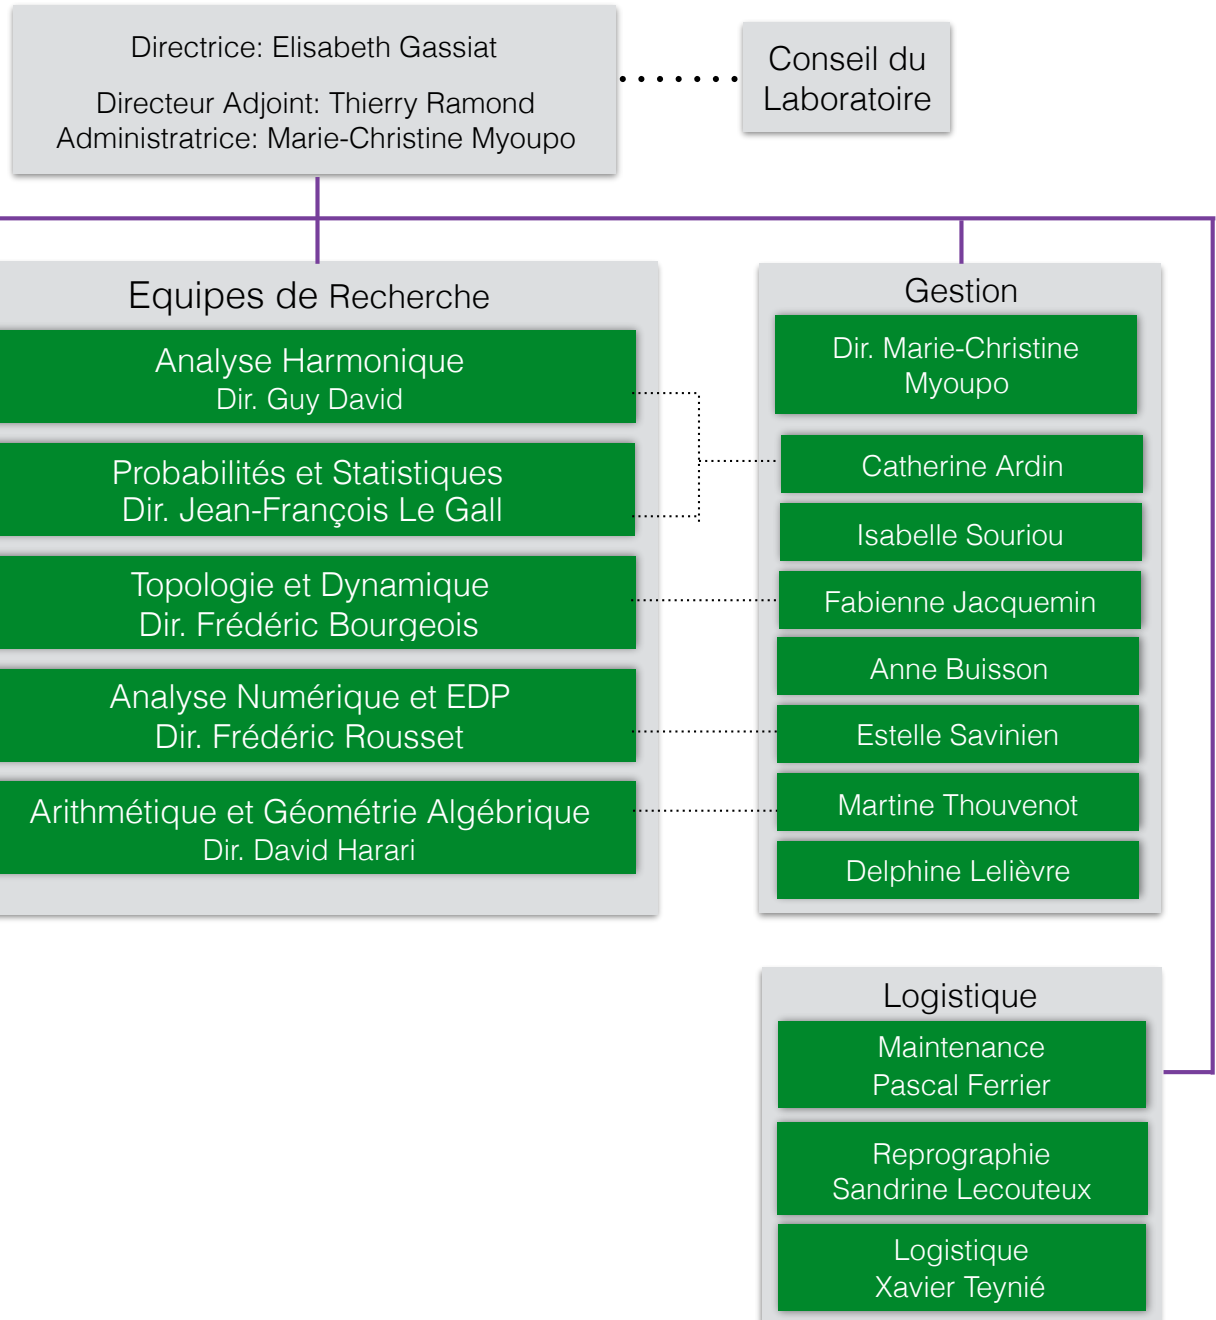 Directrice: Elisabeth Gassiat
Directeur Adjoint: Thierry Ramond
Administratrice: Marie-Christine Myoupo
Conseil du
Laboratoire
Equipes de Recherche
Analyse Harmonique
Dir. Guy David
Probabilités et Statistiques
Dir. Jean-François Le Gall
Topologie et Dynamique
Dir. Frédéric Bourgeois
Analyse Numérique et EDP
Dir. Frédéric Rousset
Arithmétique et Géométrie Algébrique
Dir. David Harari
Gestion
Dir. Marie-Christine
Myoupo
Catherine Ardin
Isabelle Souriou
Fabienne Jacquemin
Anne Buisson
Estelle Savinien
Martine Thouvenot
Delphine Lelièvre
Logistique
Maintenance
Pascal Ferrier
Reprographie
Sandrine Lecouteux
Logistique
Xavier Teynié